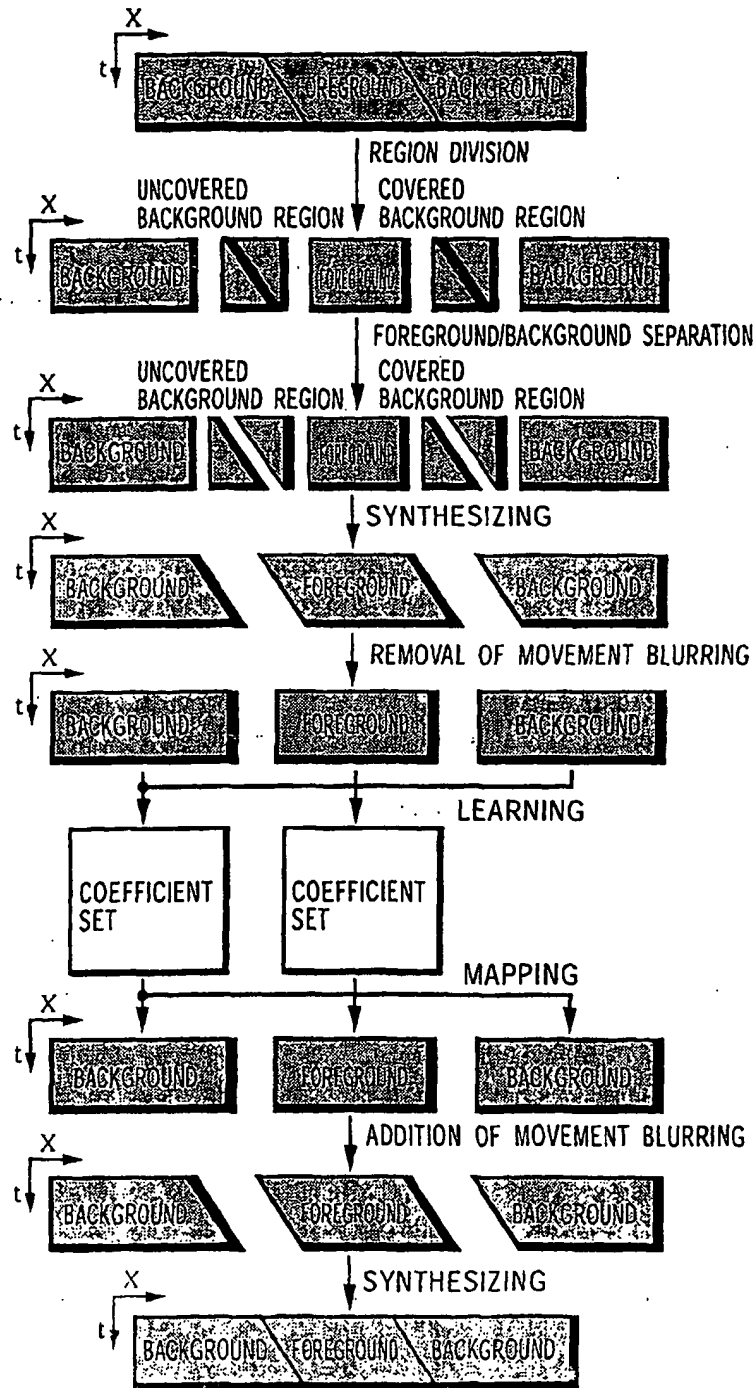 X
t
BACKGROUND FOREGROUND BACKGROUND
REGION DIVISION
UNCOVERED BACKGROUND REGION
COVERED BACKGROUND REGION
X
t
BACKGROUND FOREGROUND BACKGROUND
FOREGROUND/BACKGROUND SEPARATION
UNCOVERED BACKGROUND REGION
COVERED BACKGROUND REGION
X
t
BACKGROUND FOREGROUND BACKGROUND
SYNTHESIZING
X
t
BACKGROUND FOREGROUND BACKGROUND
REMOVAL OF MOVEMENT BLURRING
X
t
BACKGROUND FOREGROUND BACKGROUND
LEARNING
COEFFICIENT SET
COEFFICIENT SET
MAPPING
X
t
BACKGROUND FOREGROUND BACKGROUND
ADDITION OF MOVEMENT BLURRING
X
t
BACKGROUND FOREGROUND BACKGROUND
SYNTHESIZING
X
t
BACKGROUND FOREGROUND BACKGROUND